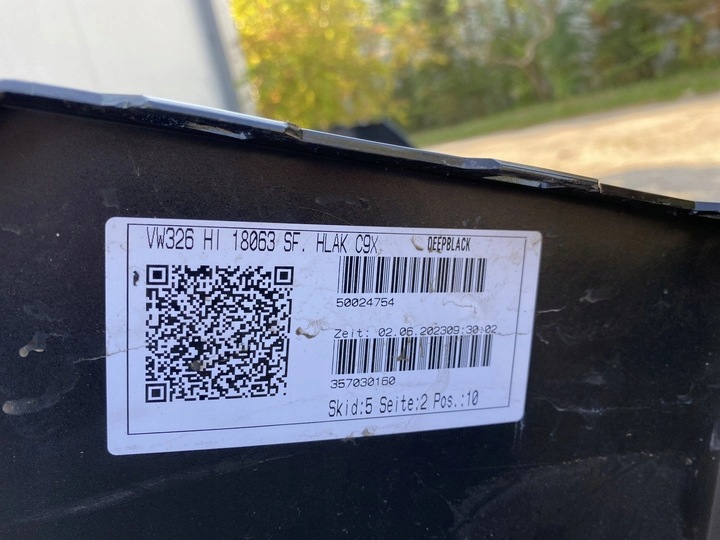 VW326 HI 18063 SF. HLAK C9X, DEEPBLACK
50024754
Zeit: 02.06.202309:30:02
357030160
Skid:5 Seite:2 Pos.:10